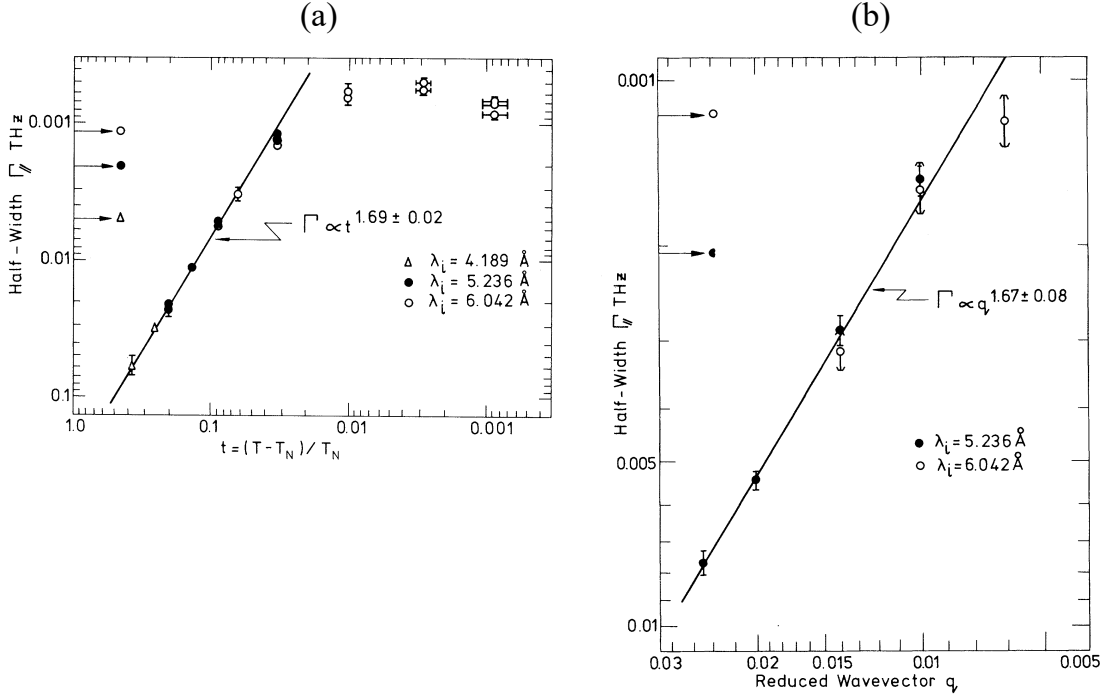 (a)
Half-Width Γ∥ THz
0.001
0.01
0.1
Γ ∝ t 1.69 ± 0.02
△ λi = 4.189 Å
● λi = 5.236 Å
○ λi = 6.042 Å
1.0 0.1 0.01 0.001
t = (T-TN) / TN
(b)
Half-Width Γ∥ THz
0.001
0.005
0.01
Γ ∝ q 1.67 ± 0.08
● λi = 5.236 Å
○ λi = 6.042 Å
0.03 0.02 0.015 0.01 0.005
Reduced Wavevector q